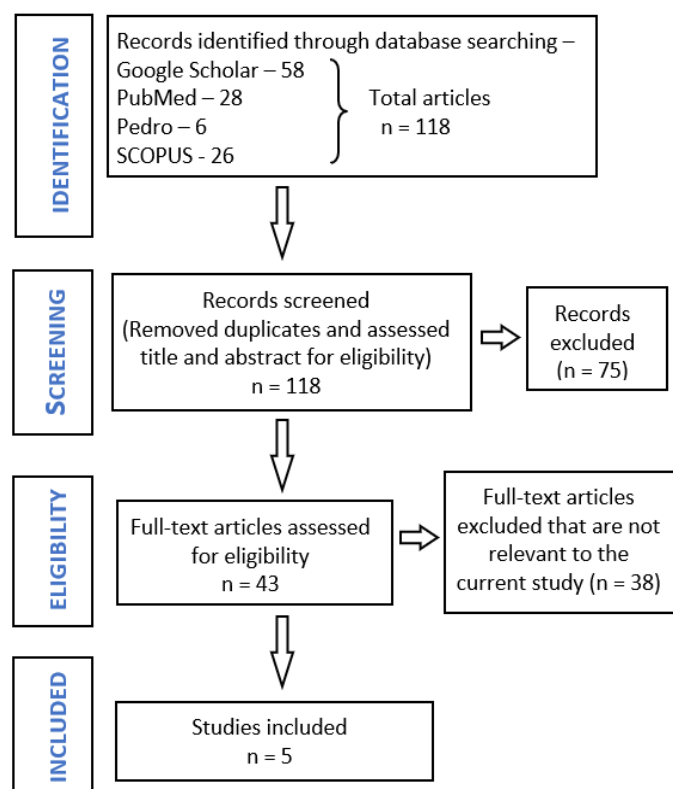 IDENTIFICATION
Records identified through database searching –
Google Scholar – 58
PubMed – 28
Pedro – 6
SCOPUS - 26
Total articles
n = 118
SCREENING
Records screened
(Removed duplicates and assessed
title and abstract for eligibility)
n = 118
Records
excluded
(n = 75)
ELIGIBILITY
Full-text articles assessed
for eligibility
n = 43
Full-text articles
excluded that are not
relevant to the
current study (n = 38)
INCLUDED
Studies included
n = 5